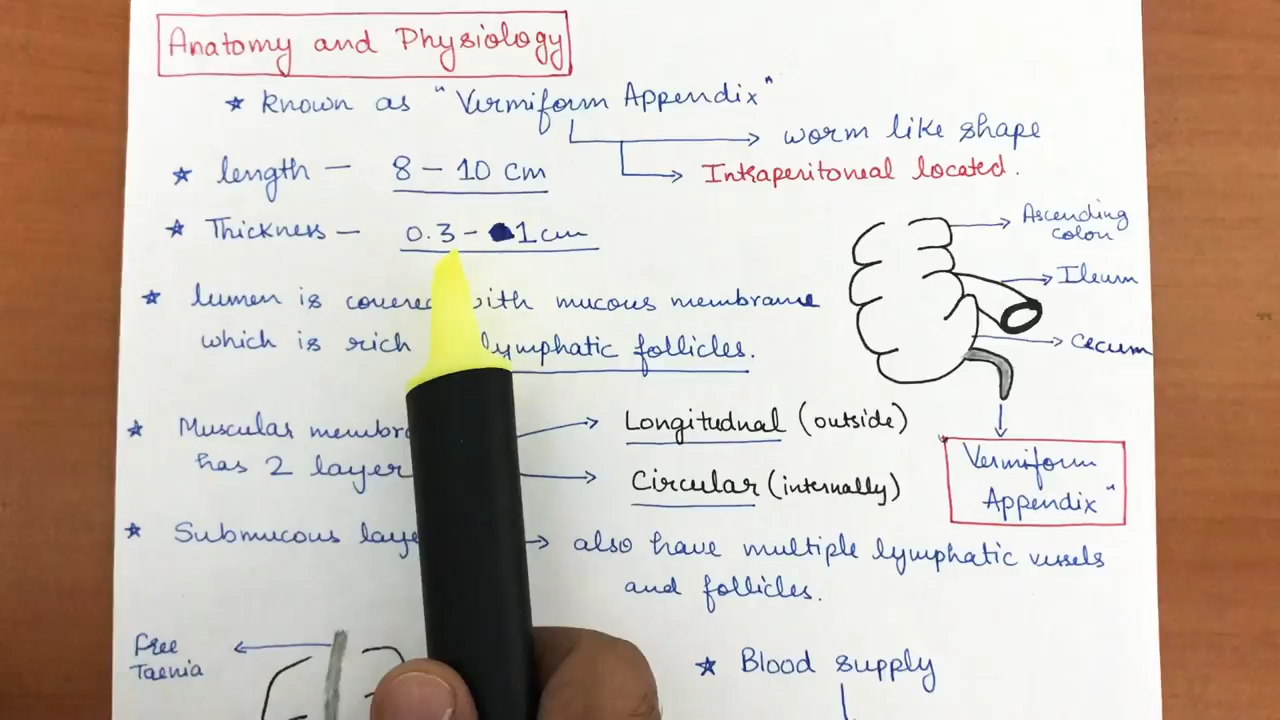 Anatomy and Physiology
★ Known as "Vermiform Appendix"
worm like shape
★ length – 8 – 10 cm
Intraperitoneal located.
★ Thickness – 0.3 – 1 cm
Ascending
colon
Ileum
Cecum
★ lumen is with mucous membrane
which is rich lymphatic follicles.
★ Muscular
has 2 layer
Longitudnal (outside)
Circular (internally)
Vermiform
Appendix"
★ Submucous also have multiple lymphatic vessels
and follicles.
Free
Taenia
★ Blood supply